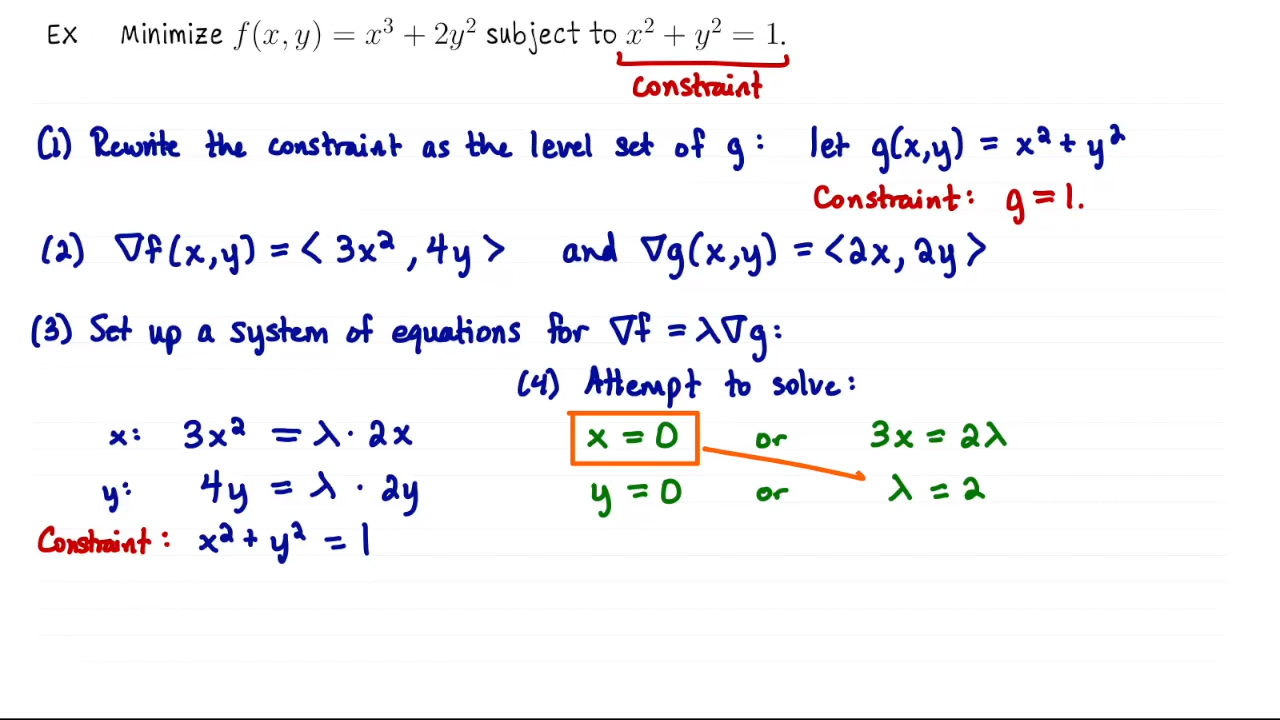 EX Minimize f(x, y) = x³ + 2y² subject to x² + y² = 1.
Constraint
(1) Rewrite the constraint as the level set of g: let g(x,y) = x² + y²
Constraint: g = 1.
(2) ∇f(x,y) = < 3x², 4y > and ∇g(x,y) = <2x, 2y >
(3) Set up a system of equations for ∇f = λ∇g:
(4) Attempt to solve:
x: 3x² = λ · 2x
x = 0 or 3x = 2λ
y: 4y = λ · 2y
y = 0 or λ = 2
Constraint: x² + y² = 1